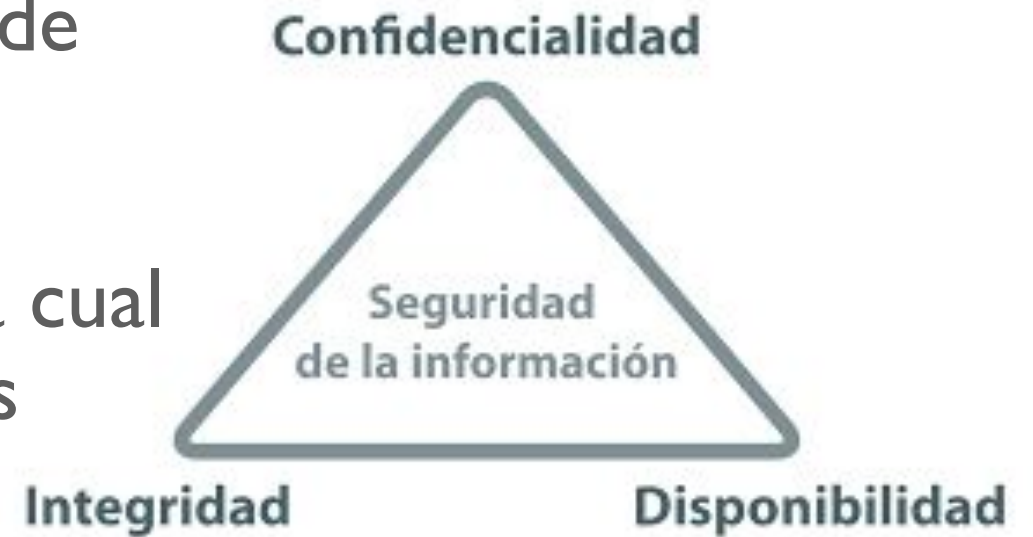 de
Confidencialidad
cual
Seguridad
de la información
s
Integridad
Disponibilidad